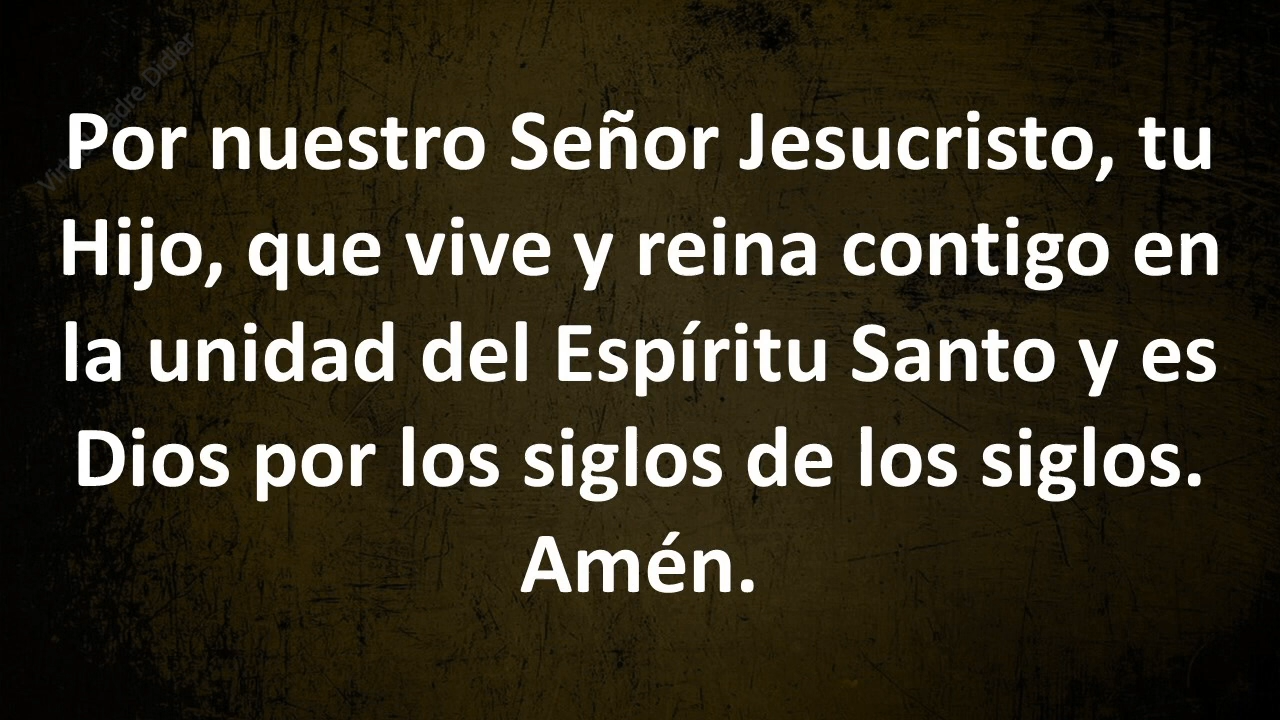 Por nuestro Señor Jesucristo, tu
Hijo, que vive y reina contigo en
la unidad del Espíritu Santo y es
Dios por los siglos de los siglos.
Amén.